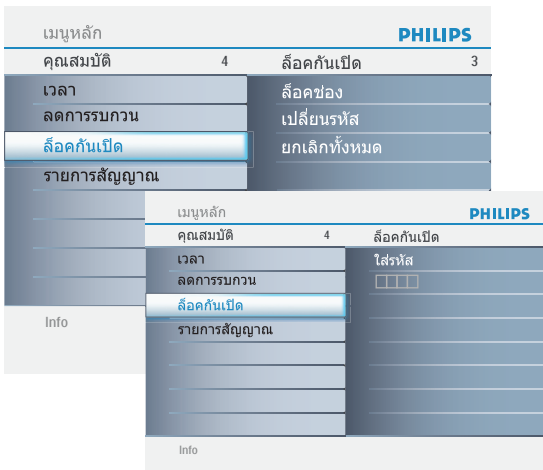 เมนูหลัก PHILIPS
คุณสมบัติ 4 ล็อคกันเปิด 3
เวลา ล็อคช่อง
ลดการรบกวน เปลี่ยนรหัส
ล็อคกันเปิด ยกเลิกทั้งหมด
รายการสัญญาณ
Info
เมนูหลัก PHILIPS
คุณสมบัติ 4 ล็อคกันเปิด
เวลา ใส่รหัส
ลดการรบกวน
ล็อคกันเปิด
รายการสัญญาณ
Info